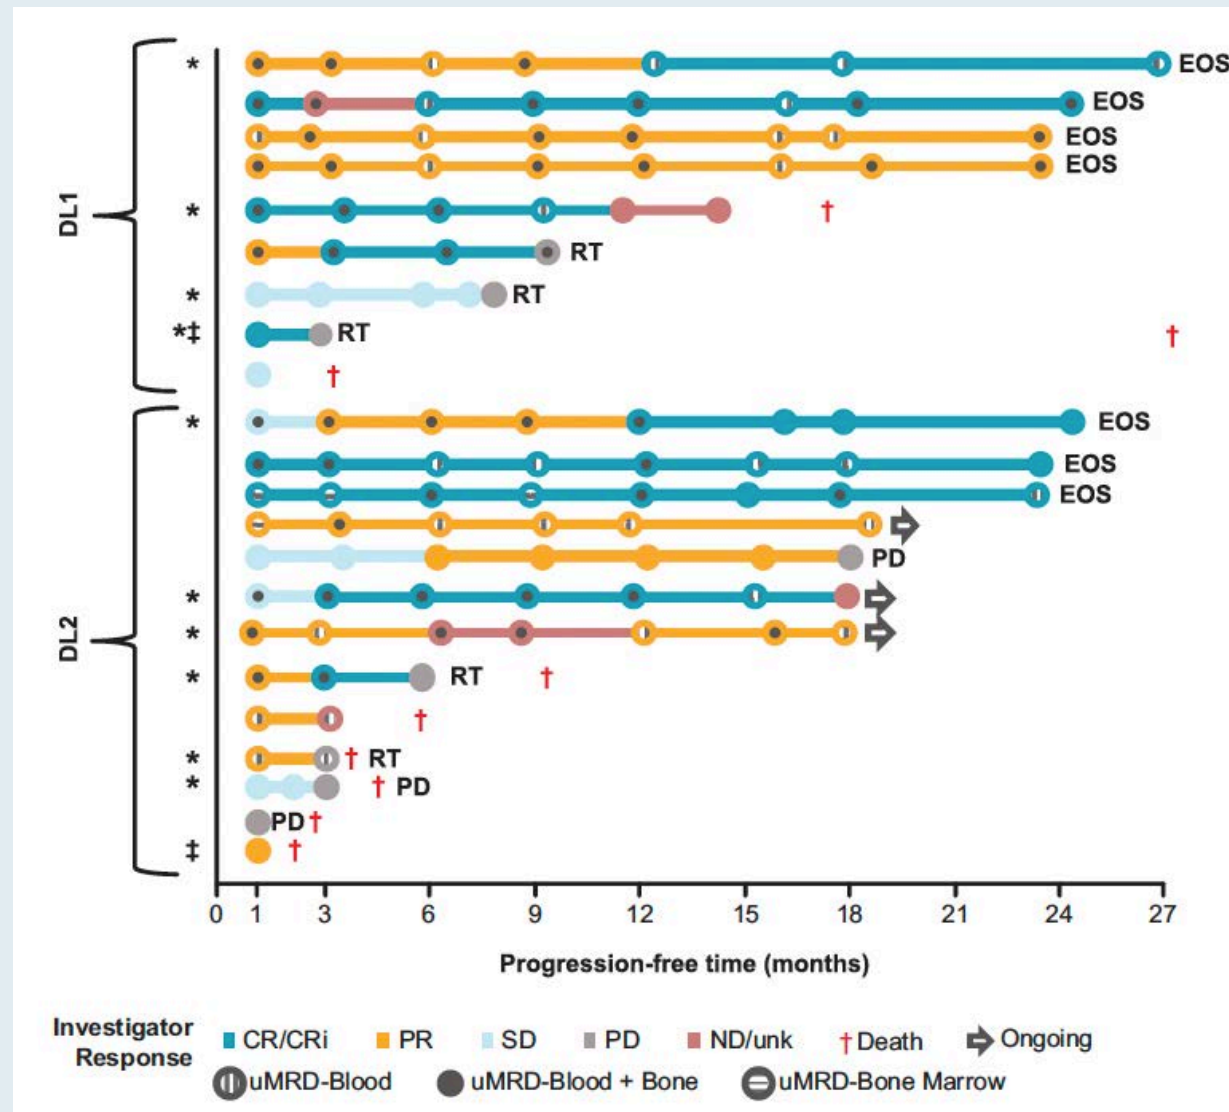 DL1
*
EOS
EOS
EOS
EOS
*
†
RT
*
RT
*‡
RT
†
†
DL2
*
EOS
EOS
EOS
PD
*
*
*
RT
†
†
*
† RT
*
† PD
PD †
‡
†
0 1 3 6 9 12 15 18 21 24 27
Progression-free time (months)
Investigator Response
CR/CRi PR SD PD ND/unk † Death Ongoing
uMRD-Blood uMRD-Blood + Bone uMRD-Bone Marrow